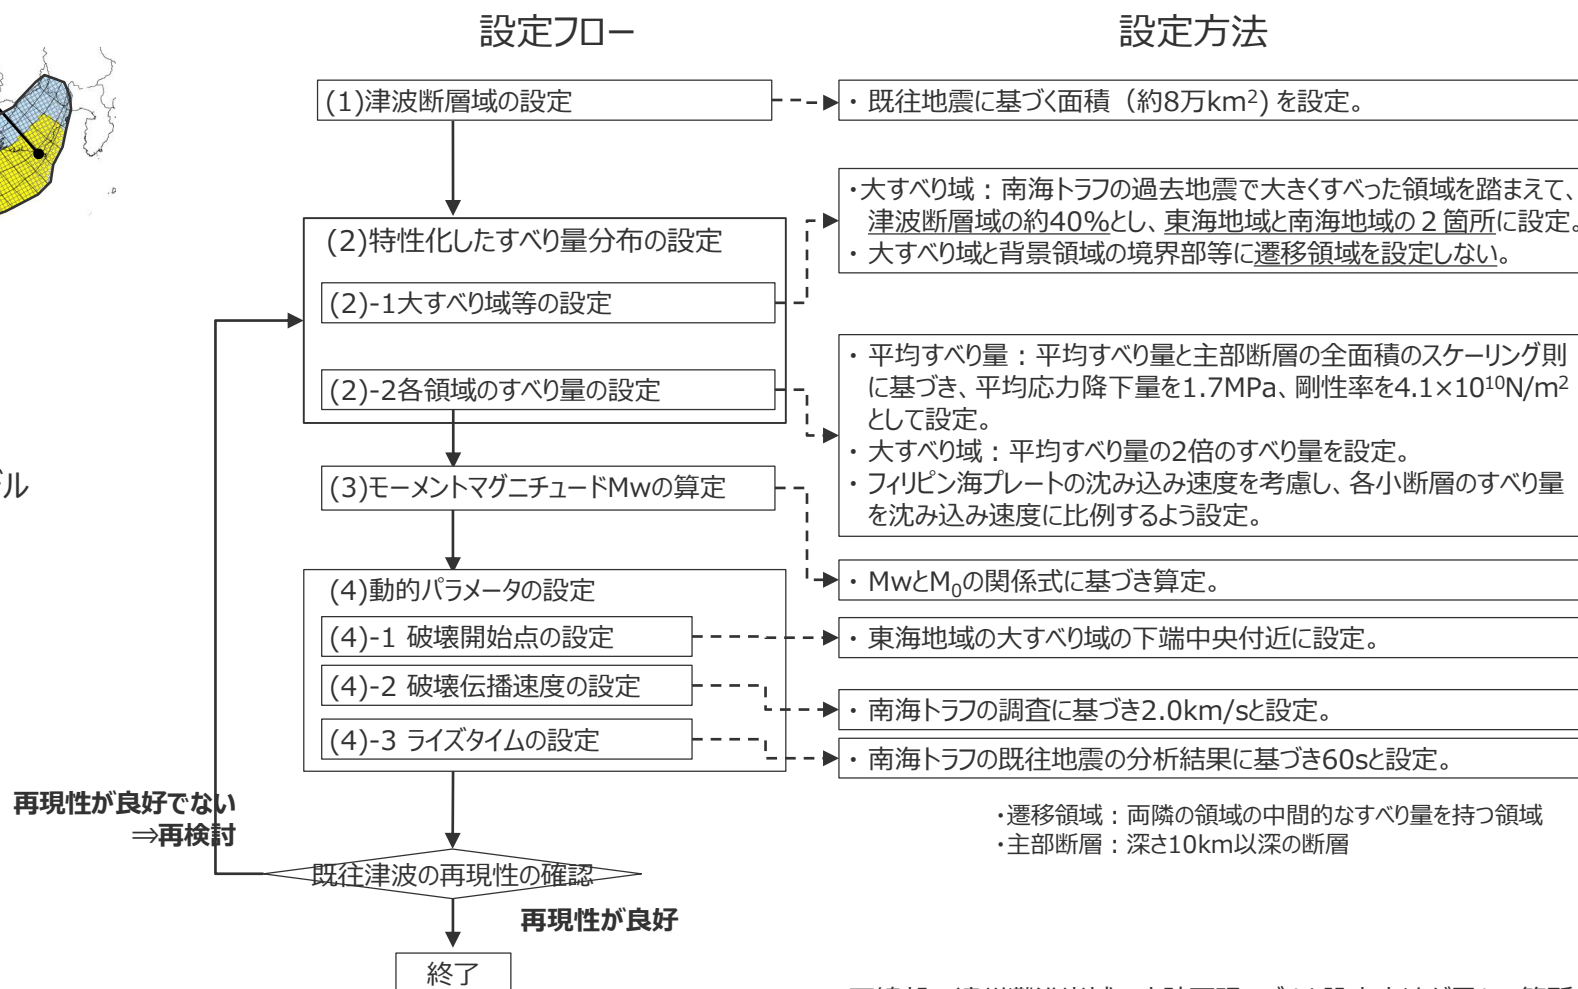 設定フロー
設定方法
(1)津波断層域の設定
・ 既往地震に基づく面積（約8万km²) を設定。
・大すべり域：南海トラフの過去地震で大きくすべった領域を踏まえて、
津波断層域の約40%とし、東海地域と南海地域の２箇所に設定。
・ 大すべり域と背景領域の境界部等に遷移領域を設定しない。
(2)特性化したすべり量分布の設定
(2)-1大すべり域等の設定
・ 平均すべり量：平均すべり量と主部断層の全面積のスケーリング則
に基づき、平均応力降下量を1.7MPa、剛性率を4.1×10¹⁰N/m²
として設定。
・ 大すべり域：平均すべり量の2倍のすべり量を設定。
・ フィリピン海プレートの沈み込み速度を考慮し、各小断層のすべり量
を沈み込み速度に比例するよう設定。
(2)-2各領域のすべり量の設定
(3)モーメントマグニチュードMwの算定
・ MwとM₀の関係式に基づき算定。
(4)動的パラメータの設定
(4)-1 破壊開始点の設定
・ 東海地域の大すべり域の下端中央付近に設定。
(4)-2 破壊伝播速度の設定
・ 南海トラフの調査に基づき2.0km/sと設定。
(4)-3 ライズタイムの設定
・ 南海トラフの既往地震の分析結果に基づき60sと設定。
・遷移領域：両隣の領域の中間的なすべり量を持つ領域
・主部断層：深さ10km以深の断層
再現性が良好でない
⇒再検討
既往津波の再現性の確認
再現性が良好
終了